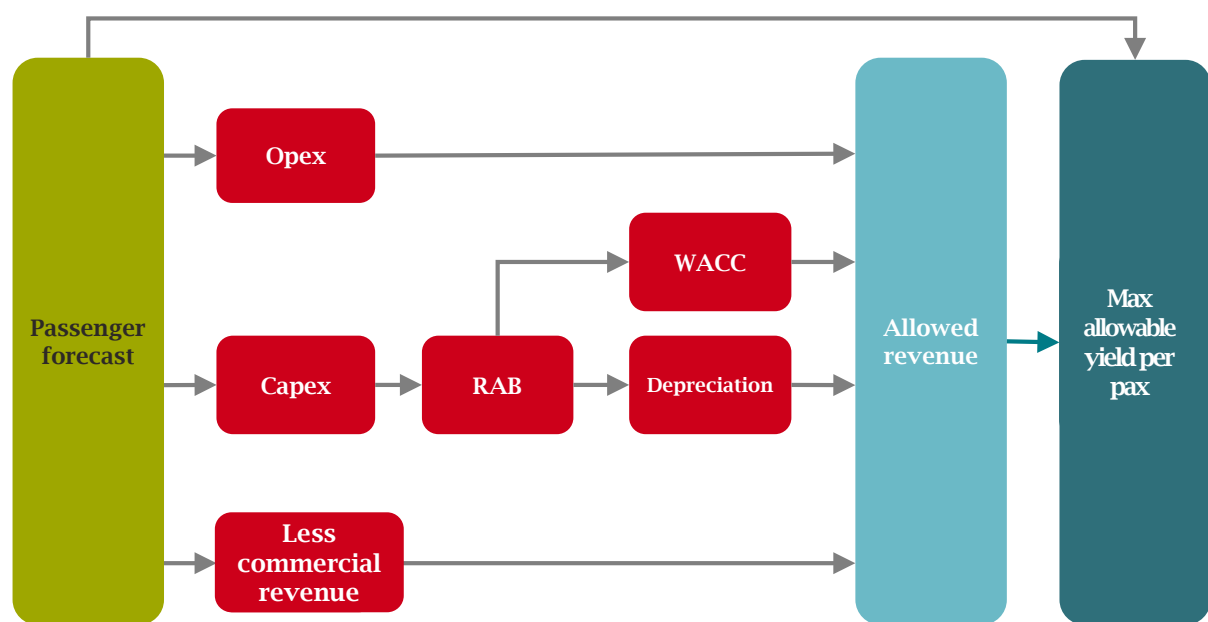 Passenger
forecast
Opex
Capex
RAB
WACC
Depreciation
Less
commercial
revenue
Allowed
revenue
Max
allowable
yield per
pax